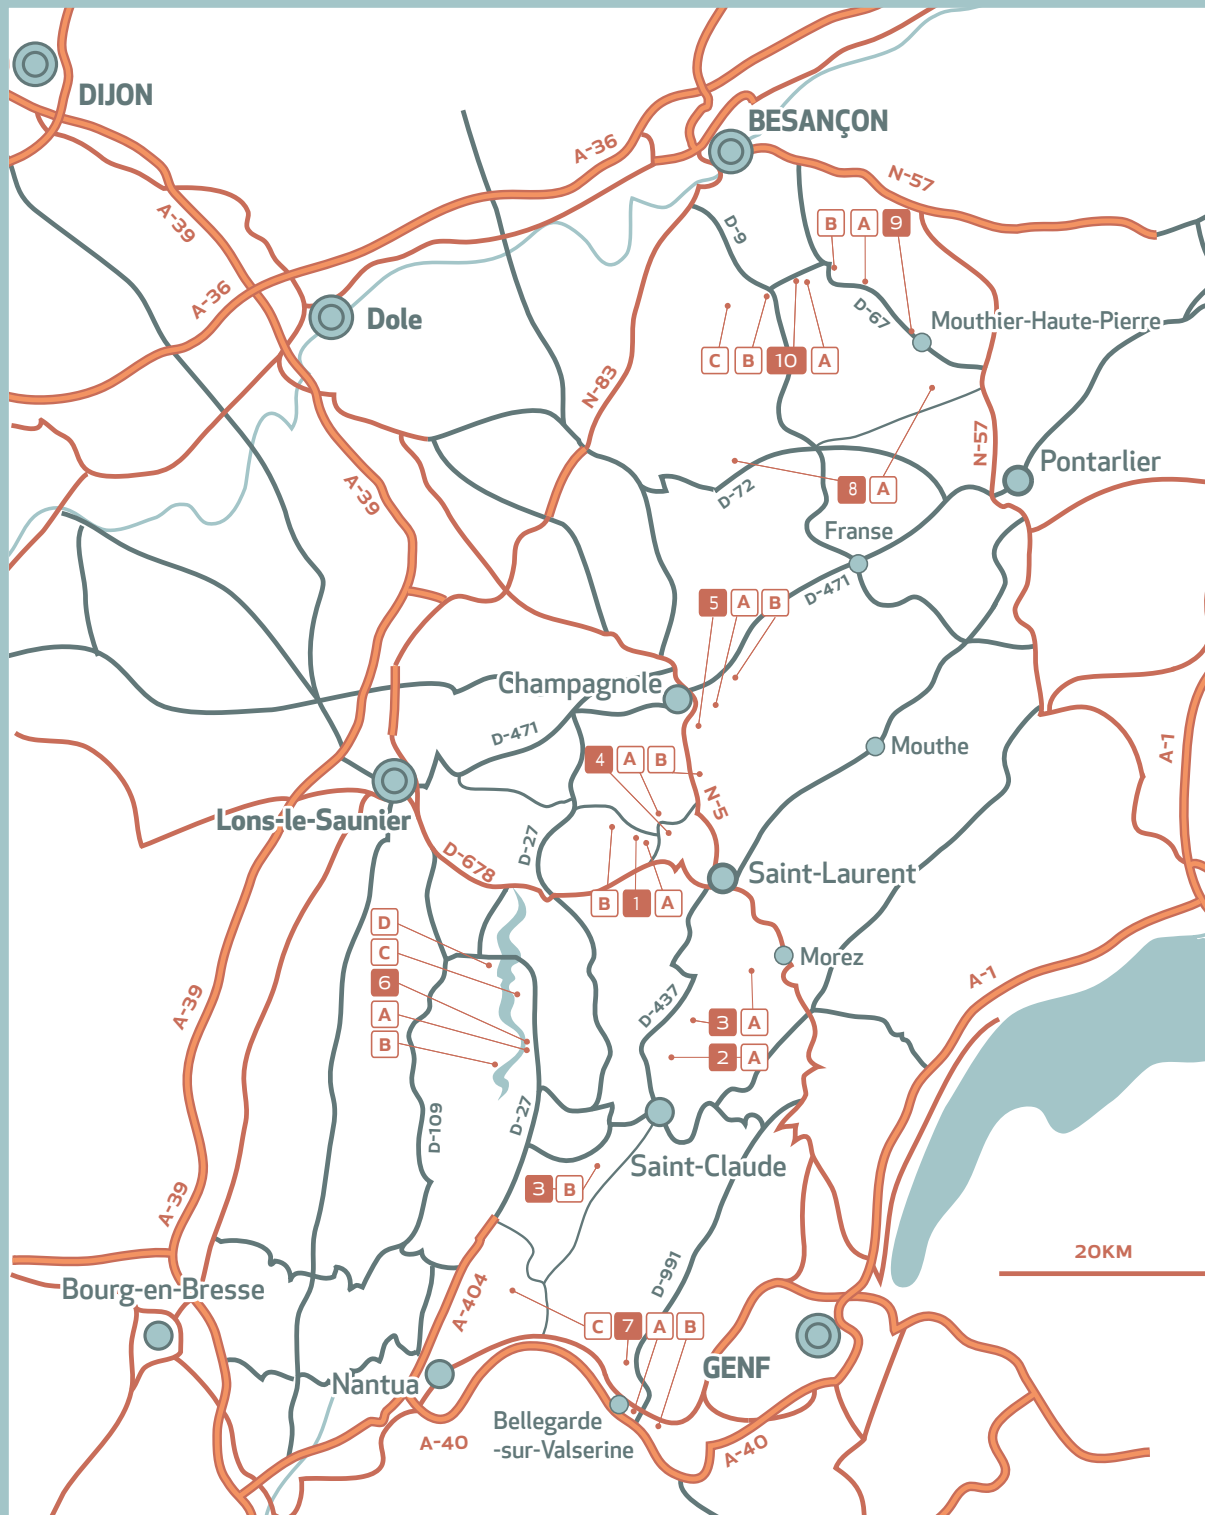 DIJON
BESANÇON
A-36
N-57
A-39
D-9
B A 9
A-36
Dole
D-67
Mouthier-Haute-Pierre
C B 10 A
N-83
N-57
Pontarlier
A-39
D-72
8 A
Franse
D-471
5 A B
Champagnole
D-471
Mouthe
A-1
4 A B
N-5
Lons-le-Saunier
D-27
D-678
Saint-Laurent
B 1 A
D
C
6
A
B
Morez
A-1
A-39
D-437
3 A
2 A
D-109
D-27
Saint-Claude
3 B
A-39
20KM
Bourg-en-Bresse
A-404
D-991
C 7 A B
GENF
Nantua
Bellegarde
-sur-Valserine
A-40
A-40